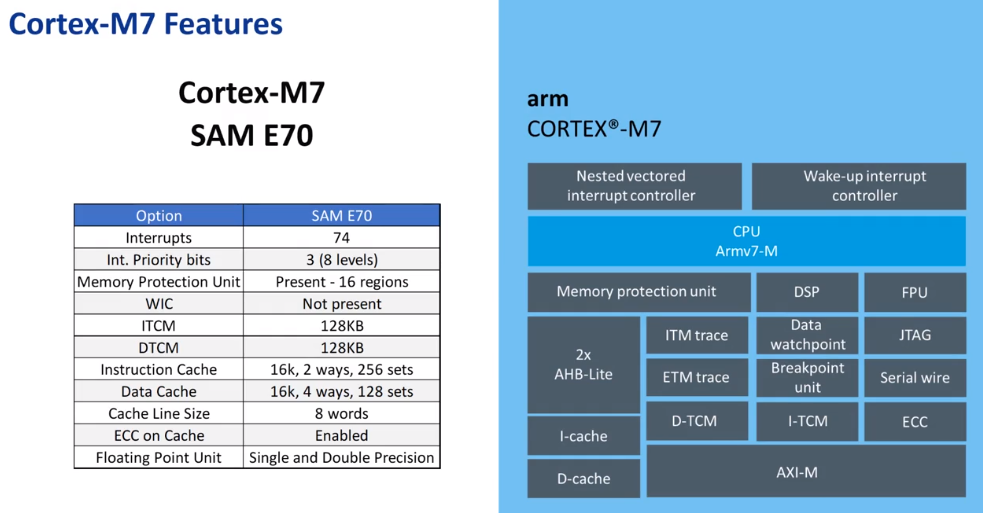 Cortex-M7 Features
Cortex-M7
SAM E70
Option SAM E70
Interrupts 74
Int. Priority bits 3 (8 levels)
Memory Protection Unit Present - 16 regions
WIC Not present
ITCM 128KB
DTCM 128KB
Instruction Cache 16k, 2 ways, 256 sets
Data Cache 16k, 4 ways, 128 sets
Cache Line Size 8 words
ECC on Cache Enabled
Floating Point Unit Single and Double Precision
arm
CORTEX®-M7
Nested vectored
interrupt controller
Wake-up interrupt
controller
CPU
Armv7-M
Memory protection unit
DSP
FPU
2x
AHB-Lite
ITM trace
Data
watchpoint
JTAG
ETM trace
Breakpoint
unit
Serial wire
I-cache
D-TCM
I-TCM
ECC
D-cache
AXI-M